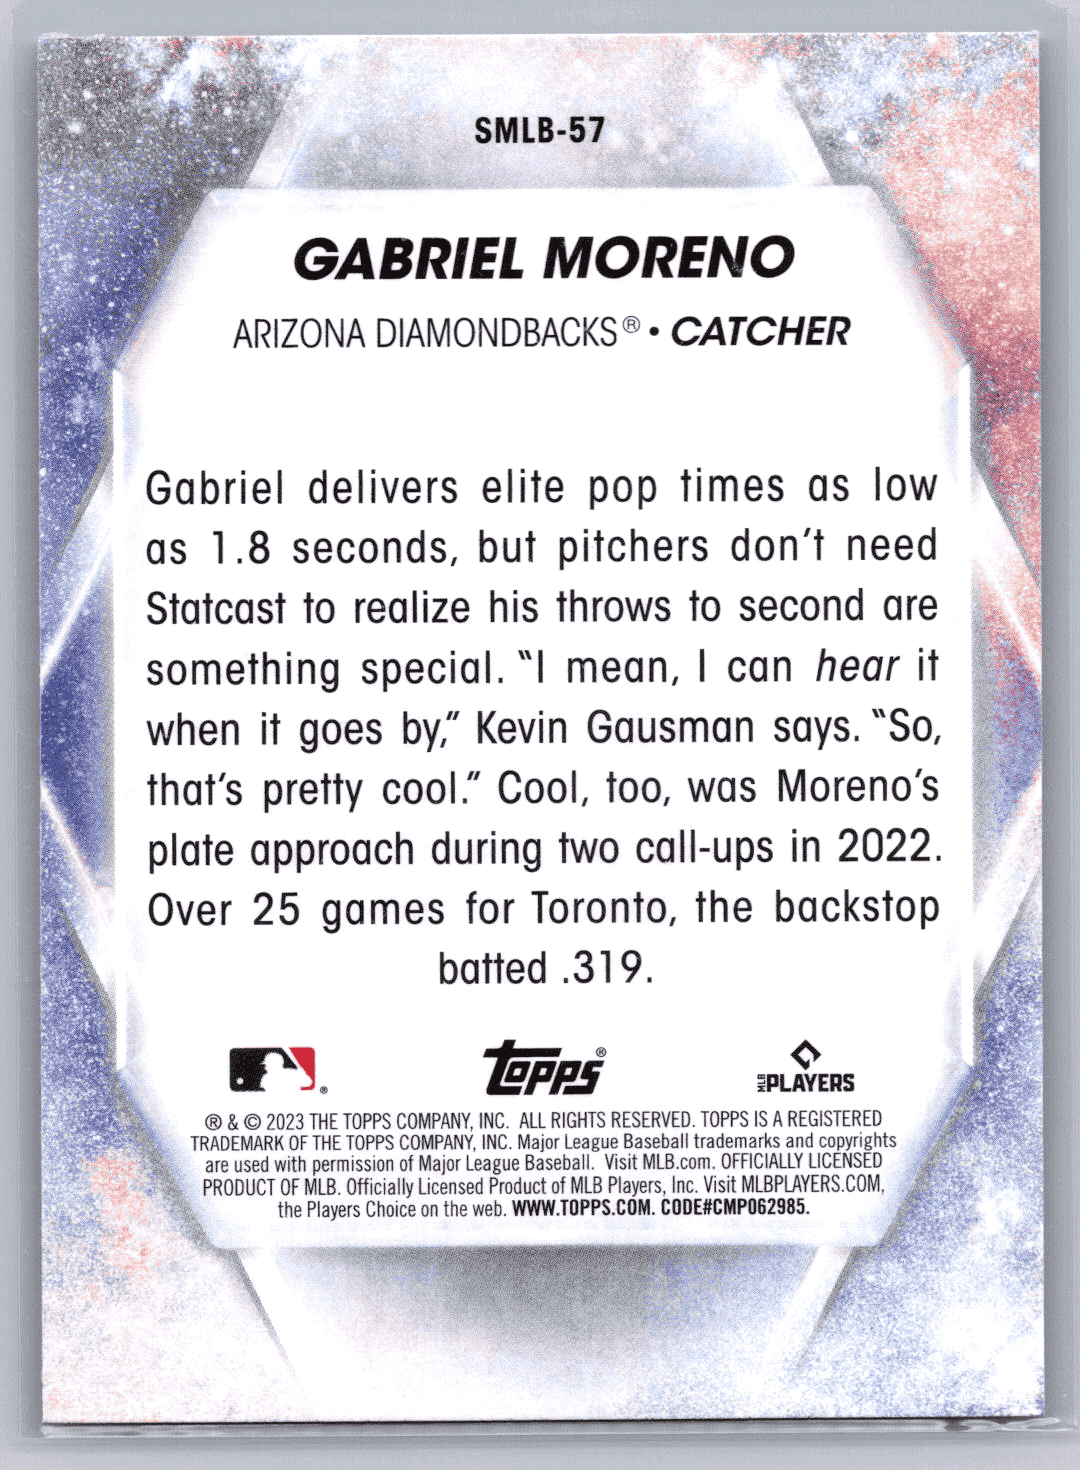 SMLB-57
GABRIEL MORENO
ARIZONA DIAMONDBACKS® • CATCHER
Gabriel delivers elite pop times as low
as 1.8 seconds, but pitchers don't need
Statcast to realize his throws to second are
something special. "I mean, I can hear it
when it goes by," Kevin Gausman says. "So,
that's pretty cool." Cool, too, was Moreno's
plate approach during two call-ups in 2022.
Over 25 games for Toronto, the backstop
batted .319.
®
Topps®
MLB PLAYERS
® & © 2023 THE TOPPS COMPANY, INC. ALL RIGHTS RESERVED. TOPPS IS A REGISTERED
TRADEMARK OF THE TOPPS COMPANY, INC. Major League Baseball trademarks and copyrights
are used with permission of Major League Baseball. Visit MLB.com. OFFICIALLY LICENSED
PRODUCT OF MLB. Officially Licensed Product of MLB Players, Inc. Visit MLBPLAYERS.COM,
the Players Choice on the web. WWW.TOPPS.COM. CODE#CMP062985.